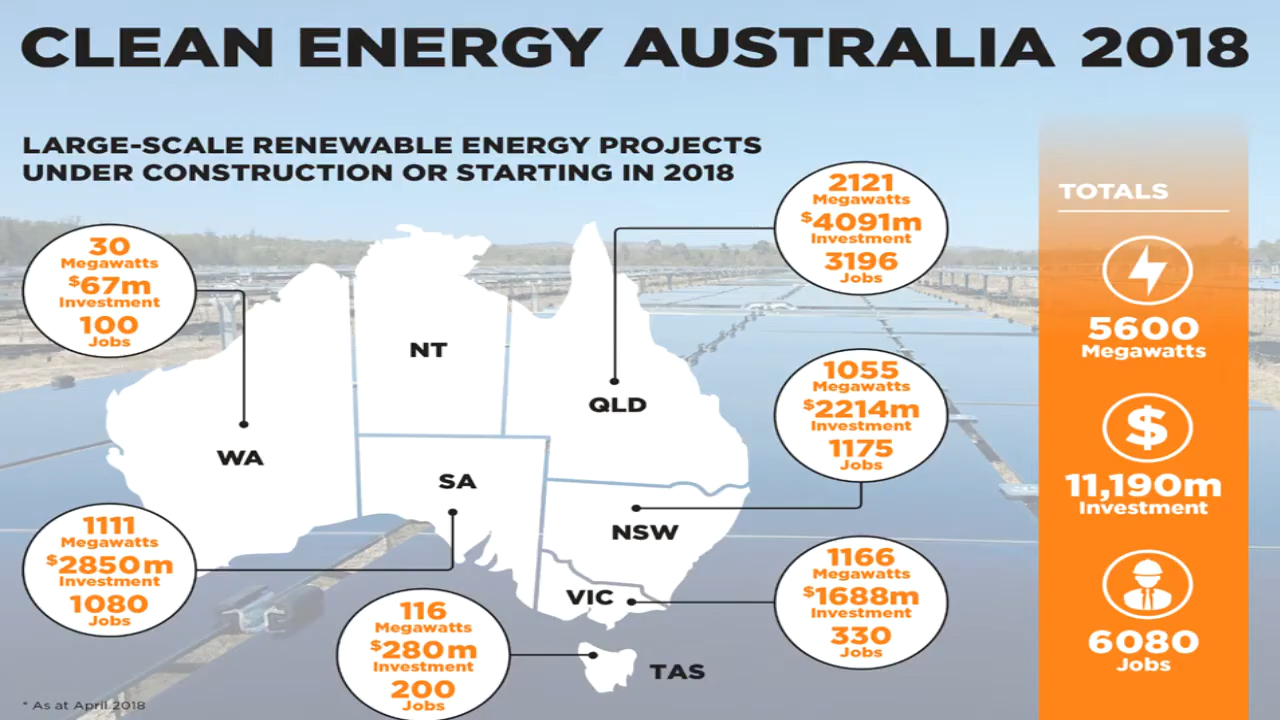 CLEAN ENERGY AUSTRALIA 2018
LARGE-SCALE RENEWABLE ENERGY PROJECTS
UNDER CONSTRUCTION OR STARTING IN 2018
30
Megawatts
$67m
Investment
100
Jobs
2121
Megawatts
$4091m
Investment
3196
Jobs
NT
QLD
WA
SA
NSW
VIC
TAS
1055
Megawatts
$2214m
Investment
1175
Jobs
1111
Megawatts
$2850m
Investment
1080
Jobs
116
Megawatts
$280m
Investment
200
Jobs
1166
Megawatts
$1688m
Investment
330
Jobs
TOTALS
5600
Megawatts
$
11,190m
Investment
6080
Jobs
* As at April 2018